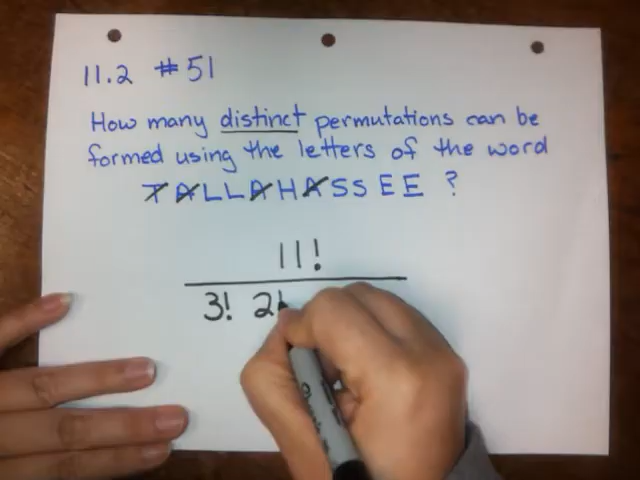 11.2 #51
How many distinct permutations can be
formed using the letters of the word
TALLAHASSEE ?
11!
3! 2!